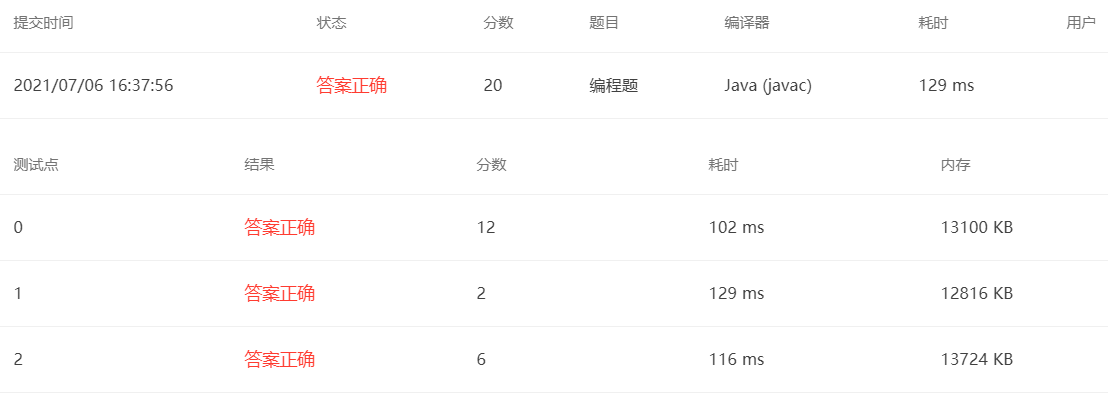 提交时间 状态 分数 题目 编译器 耗时 用户
2021/07/06 16:37:56 答案正确 20 编程题 Java (javac) 129 ms
测试点 结果 分数 耗时 内存
0 答案正确 12 102 ms 13100 KB
1 答案正确 2 129 ms 12816 KB
2 答案正确 6 116 ms 13724 KB